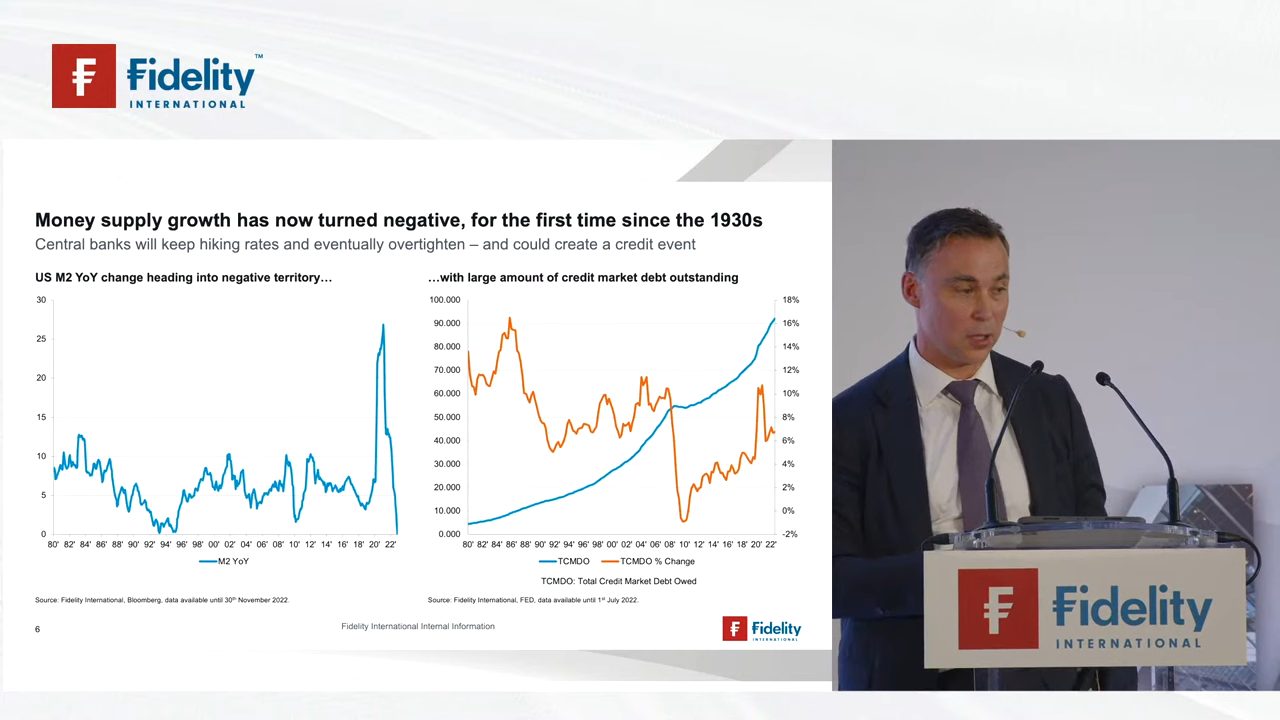 Fidelity™
INTERNATIONAL
Money supply growth has now turned negative, for the first time since the 1930s
Central banks will keep hiking rates and eventually overtighten – and could create a credit event
US M2 YoY change heading into negative territory…
30
25
20
15
10
5
0
80' 82' 84' 86' 88' 90' 92' 94' 96' 98' 00' 02' 04' 06' 08' 10' 12' 14' 16' 18' 20' 22'
M2 YoY
Source: Fidelity International, Bloomberg, data available until 30th November 2022.
…with large amount of credit market debt outstanding
100.000 18%
90.000 16%
80.000 14%
70.000 12%
60.000 10%
50.000 8%
40.000 6%
30.000 4%
20.000 2%
10.000 0%
0.000 -2%
80' 82' 84' 86' 88' 90' 92' 94' 96' 98' 00' 02' 04' 06' 08' 10' 12' 14' 16' 18' 20' 22'
TCMDO TCMDO % Change
TCMDO: Total Credit Market Debt Owed
Source: Fidelity International, FED, data available until 1st July 2022.
6
Fidelity International Internal Information
Fidelity
INTERNATIONAL
Fidelity
INTERNATIONAL